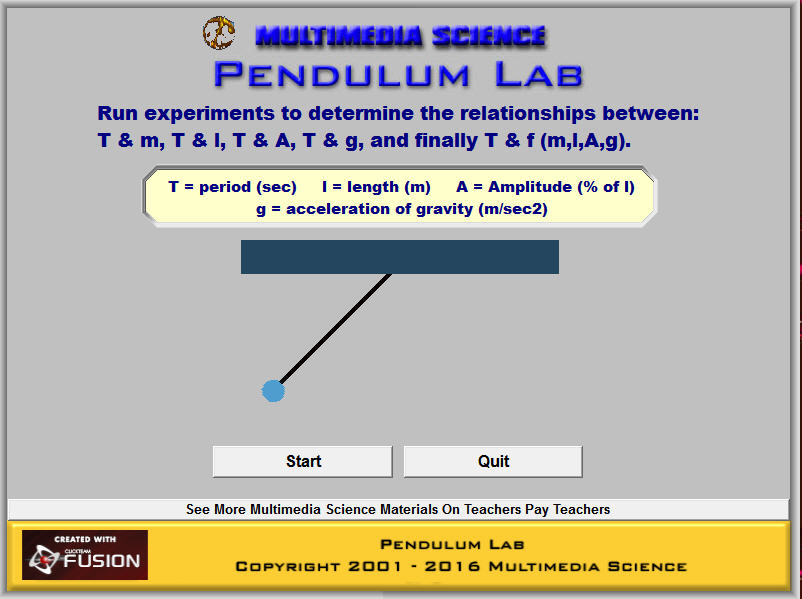 MULTIMEDIA SCIENCE
PENDULUM LAB
Run experiments to determine the relationships between:
T & m, T & l, T & A, T & g, and finally T & f (m,l,A,g).
T = period (sec) l = length (m) A = Amplitude (% of l)
g = acceleration of gravity (m/sec2)
Start Quit
See More Multimedia Science Materials On Teachers Pay Teachers
CREATED WITH
CLICKTEAM
FUSION
PENDULUM LAB
COPYRIGHT 2001 - 2016 MULTIMEDIA SCIENCE